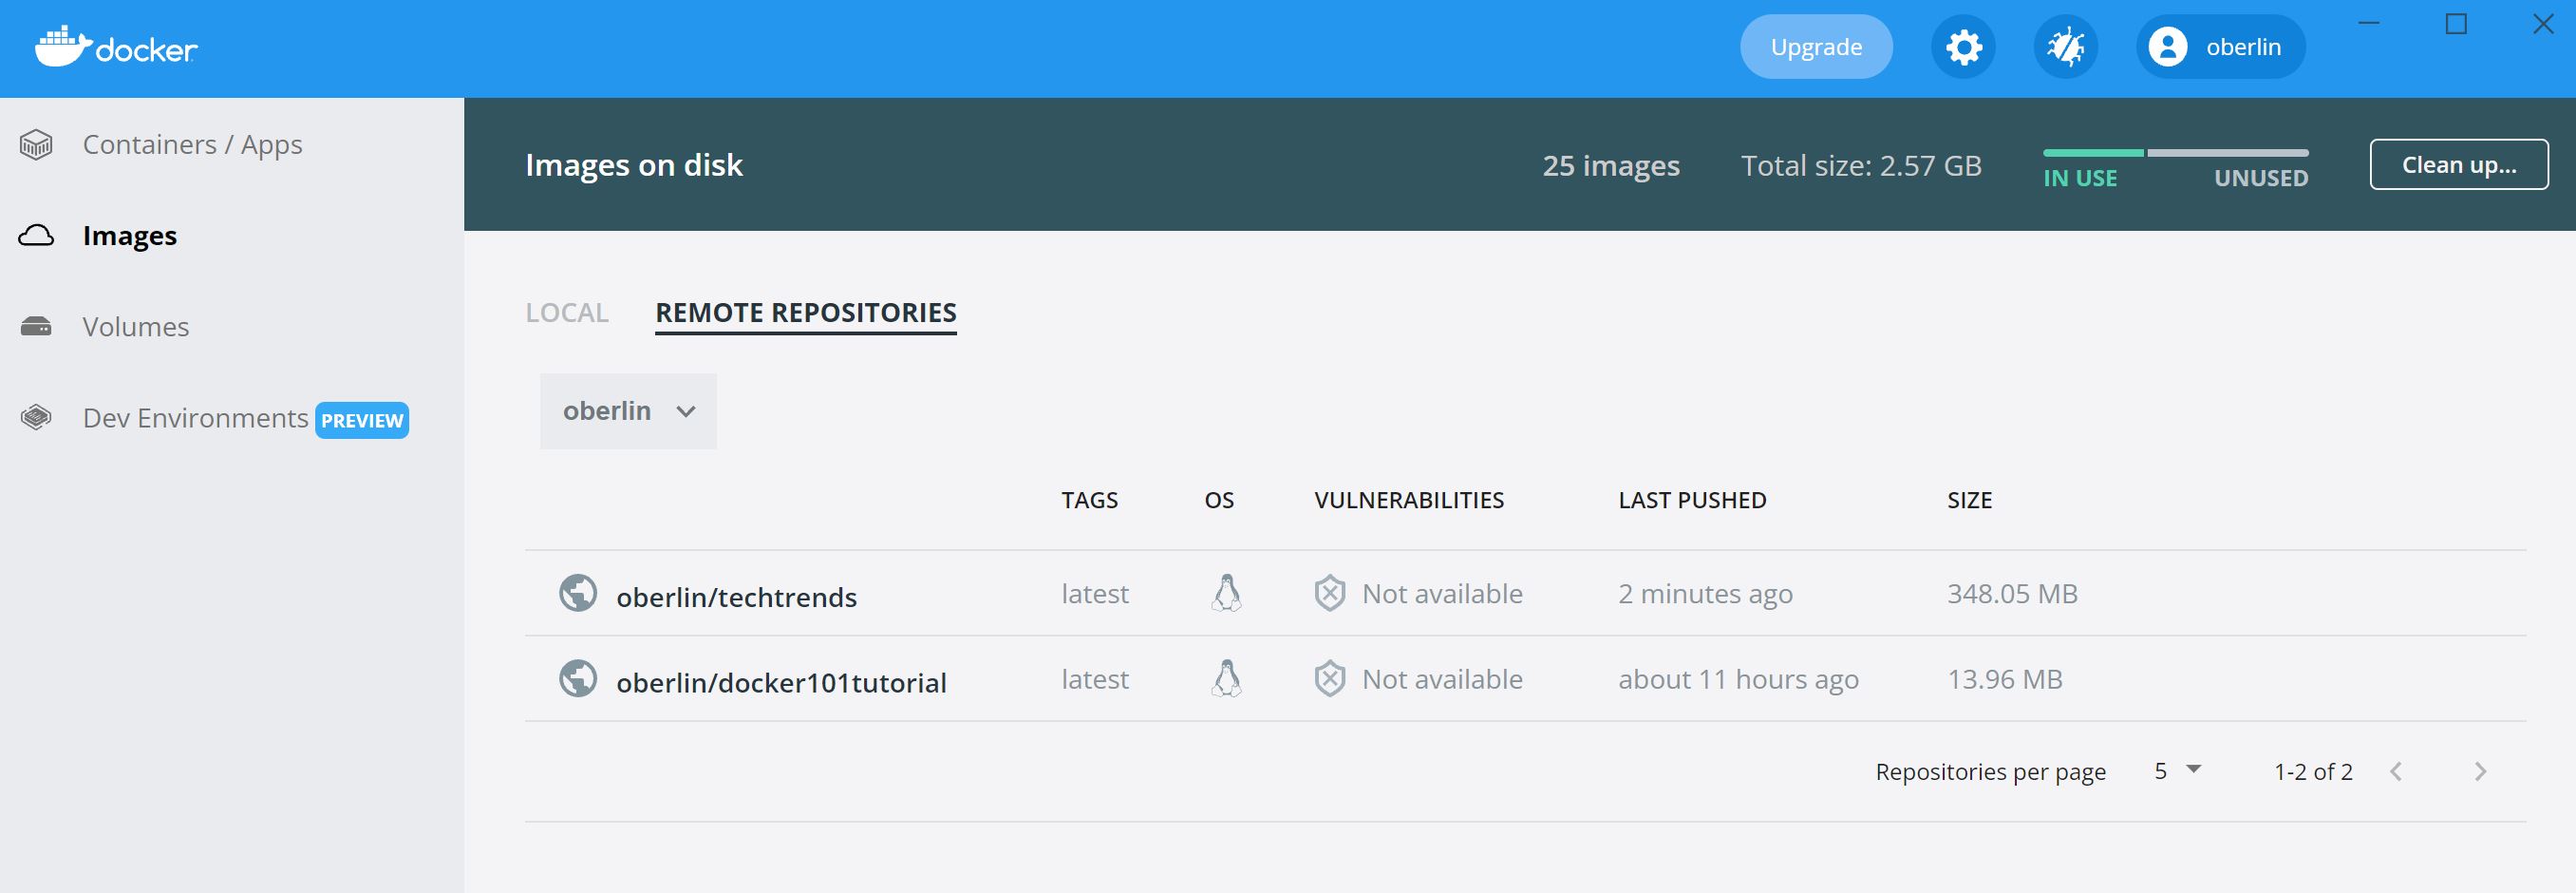 docker
Upgrade
oberlin
Containers / Apps
Images
Volumes
Dev Environments PREVIEW
Images on disk
25 images
Total size: 2.57 GB
IN USE
UNUSED
Clean up...
LOCAL
REMOTE REPOSITORIES
oberlin
TAGS OS VULNERABILITIES LAST PUSHED SIZE
oberlin/techtrends latest Not available 2 minutes ago 348.05 MB
oberlin/docker101tutorial latest Not available about 11 hours ago 13.96 MB
Repositories per page 5 1-2 of 2